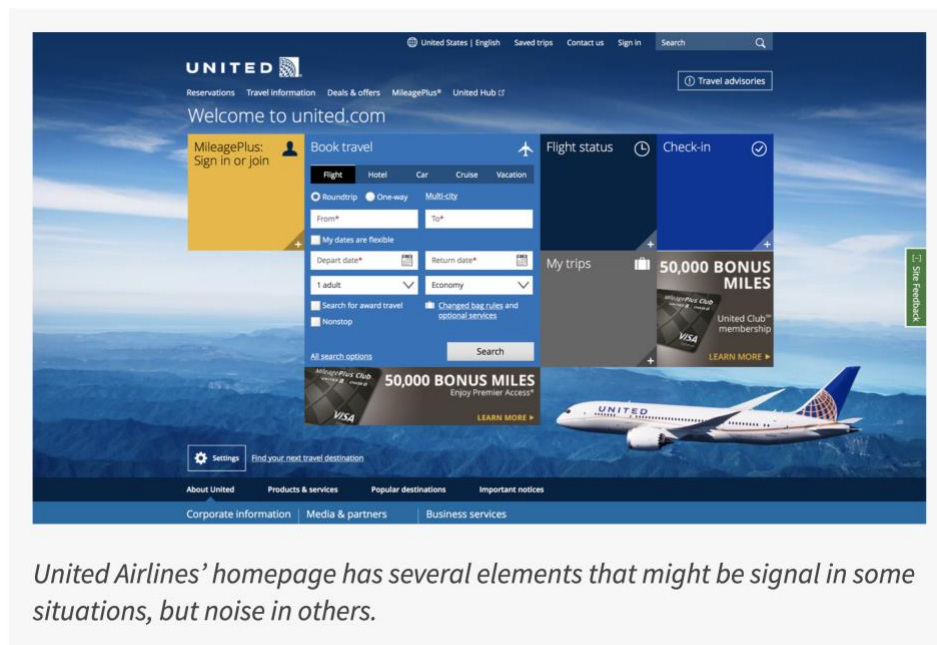 United States | English Saved trips Contact us Sign in Search
UNITED
Travel advisories
Reservations Travel information Deals & offers MileagePlus® United Hub
Welcome to united.com
MileagePlus:
Sign in or join
Book travel
Flight Hotel Car Cruise Vacation
Roundtrip One-way Multi-city
From* To*
My dates are flexible
Depart date* Return date*
1 adult Economy
Search for award travel
Nonstop
Changed bag rules and
optional services
All search options
Search
Flight status
Check-in
My trips
50,000 BONUS
MILES
MileagePlus Club
United Club℠
membership
VISA
LEARN MORE
Site Feedback
MileagePlus Club
50,000 BONUS MILES
Enjoy Premier Access®
VISA
LEARN MORE
UNITED
Settings Find your next travel destination
About United Products & services Popular destinations Important notices
Corporate information Media & partners Business services
United Airlines’ homepage has several elements that might be signal in some
situations, but noise in others.